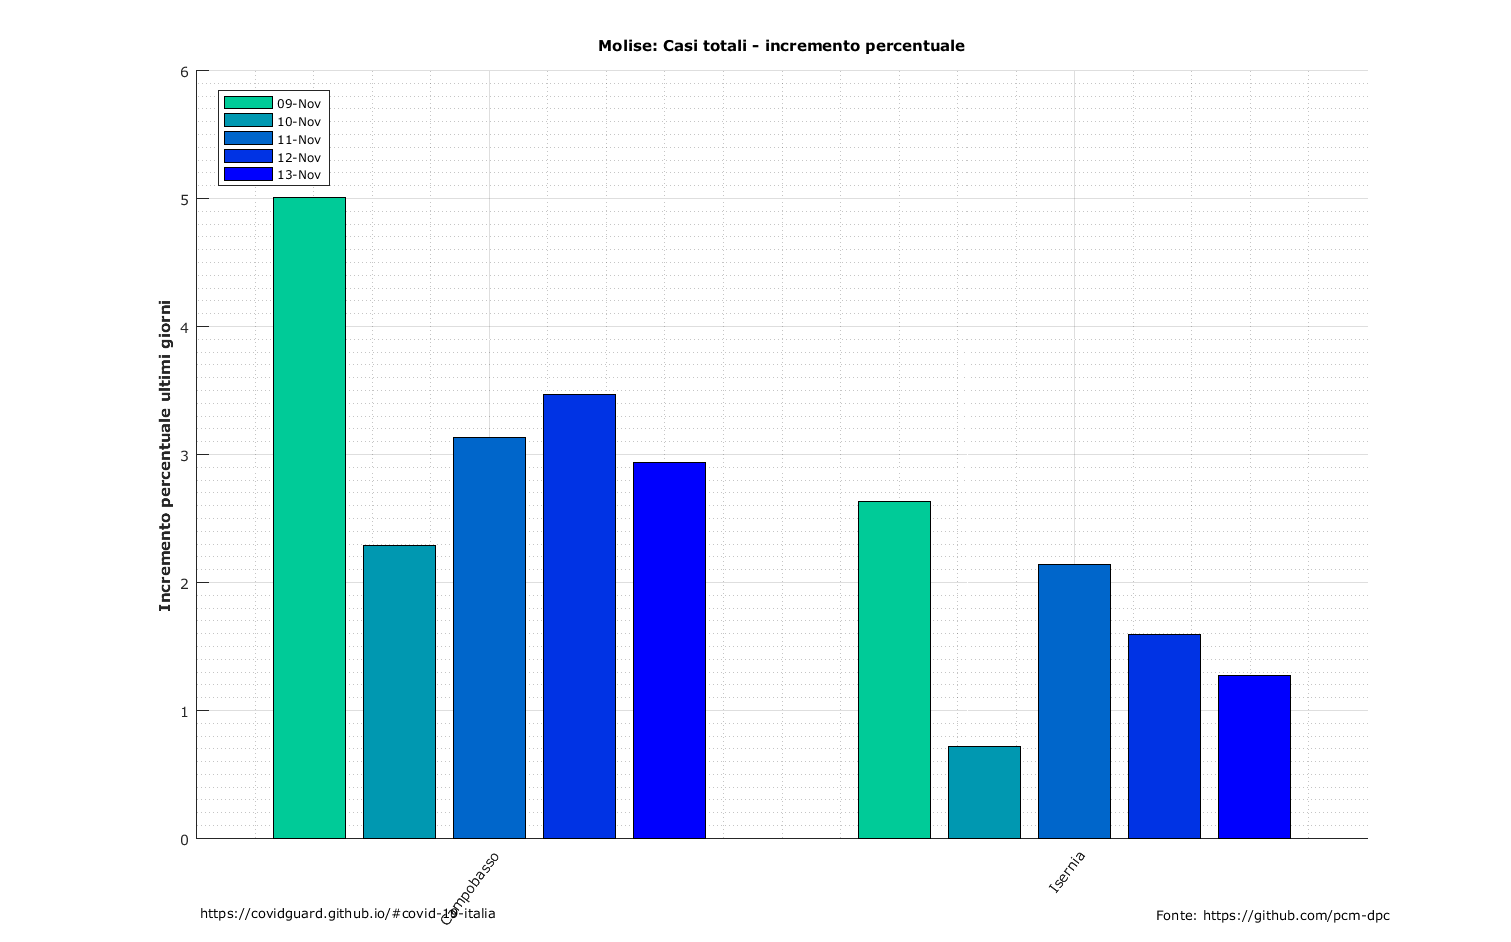 Molise: Casi totali - incremento percentuale
Incremento percentuale ultimi giorni
6
5
4
3
2
1
0
09-Nov
10-Nov
11-Nov
12-Nov
13-Nov
Campobasso
Isernia
https://covidguard.github.io/#covid-19-italia
Fonte: https://github.com/pcm-dpc